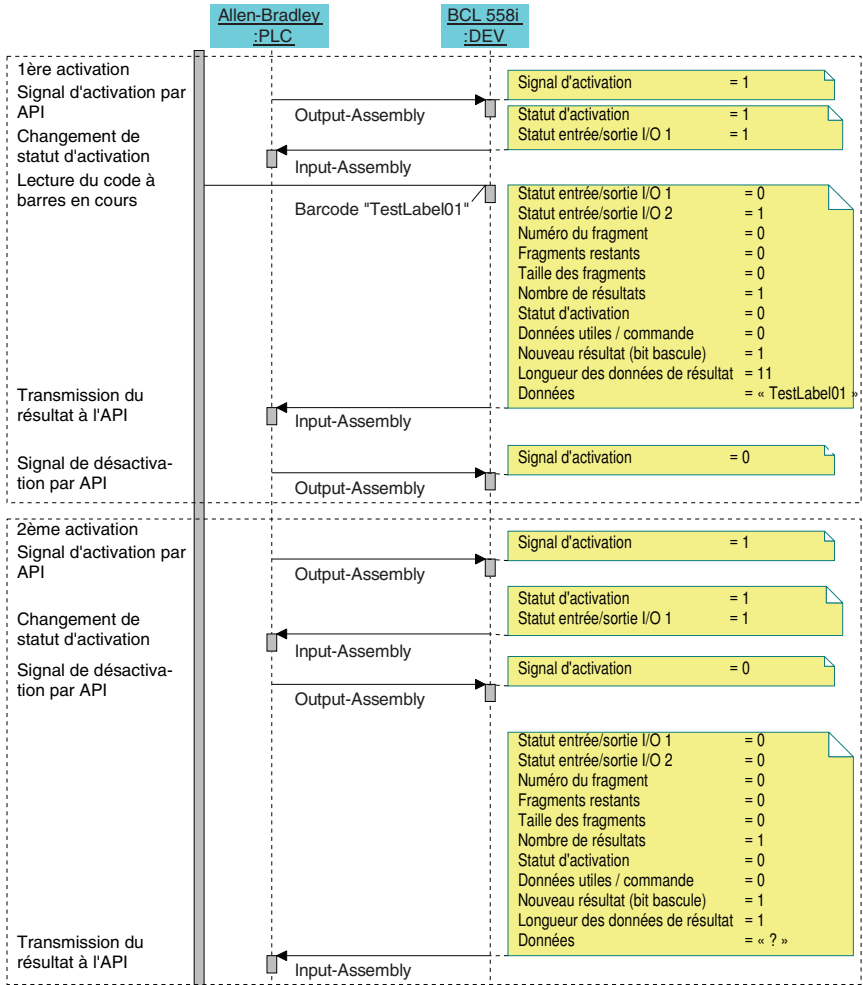 Allen-Bradley
:PLC
BCL 558i
:DEV
1ère activation
Signal d'activation par
API
Output-Assembly
Signal d'activation = 1
Changement de
statut d'activation
Input-Assembly
Statut d'activation = 1
Statut entrée/sortie I/O 1 = 1
Lecture du code à
barres en cours
Barcode "TestLabel01"
Statut entrée/sortie I/O 1 = 0
Statut entrée/sortie I/O 2 = 1
Numéro du fragment = 0
Fragments restants = 0
Taille des fragments = 0
Nombre de résultats = 1
Statut d'activation = 0
Données utiles / commande = 0
Nouveau résultat (bit bascule) = 1
Longueur des données de résultat = 11
Données = « TestLabel01 »
Transmission du
résultat à l'API
Input-Assembly
Signal de désactiva-
tion par API
Output-Assembly
Signal d'activation = 0
2ème activation
Signal d'activation par
API
Output-Assembly
Signal d'activation = 1
Changement de
statut d'activation
Input-Assembly
Statut d'activation = 1
Statut entrée/sortie I/O 1 = 1
Signal de désactiva-
tion par API
Output-Assembly
Signal d'activation = 0
Statut entrée/sortie I/O 1 = 0
Statut entrée/sortie I/O 2 = 0
Numéro du fragment = 0
Fragments restants = 0
Taille des fragments = 0
Nombre de résultats = 1
Statut d'activation = 0
Données utiles / commande = 0
Nouveau résultat (bit bascule) = 1
Longueur des données de résultat = 1
Données = « ? »
Transmission du
résultat à l'API
Input-Assembly